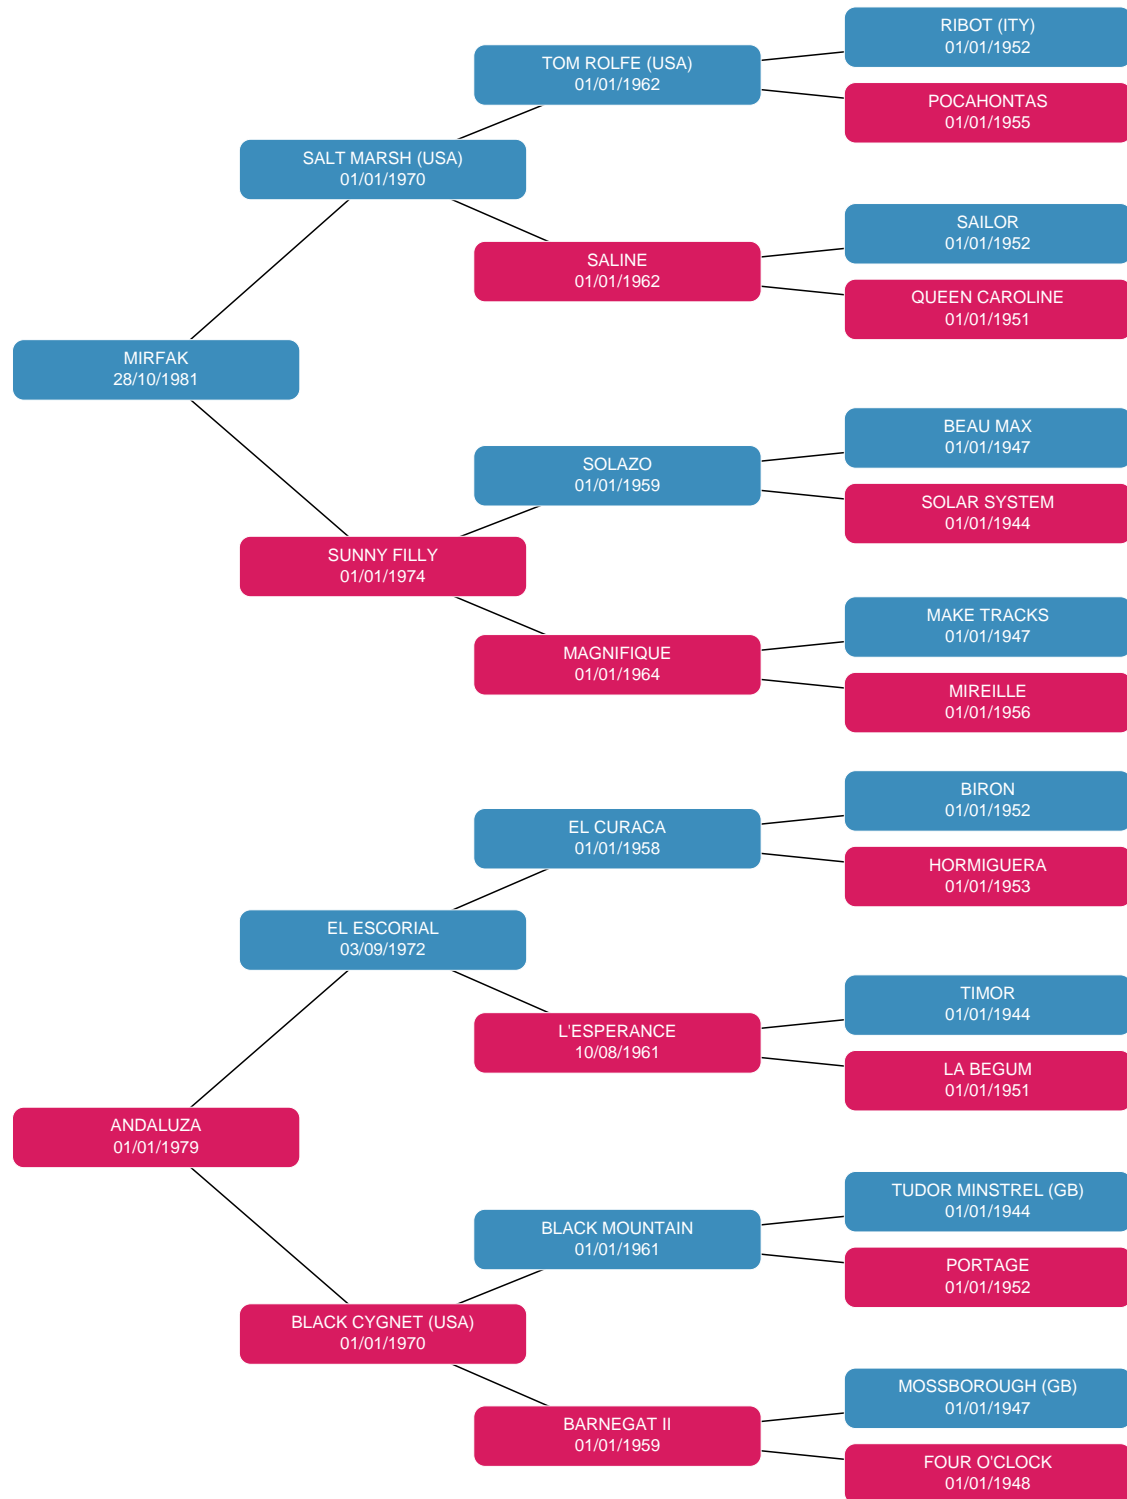 RIBOT (ITY)
01/01/1952
TOM ROLFE (USA)
01/01/1962
POCAHONTAS
01/01/1955
SALT MARSH (USA)
01/01/1970
SAILOR
01/01/1952
SALINE
01/01/1962
QUEEN CAROLINE
01/01/1951
MIRFAK
28/10/1981
BEAU MAX
01/01/1947
SOLAZO
01/01/1959
SOLAR SYSTEM
01/01/1944
SUNNY FILLY
01/01/1974
MAKE TRACKS
01/01/1947
MAGNIFIQUE
01/01/1964
MIREILLE
01/01/1956
BIRON
01/01/1952
EL CURACA
01/01/1958
HORMIGUERA
01/01/1953
EL ESCORIAL
03/09/1972
TIMOR
01/01/1944
L'ESPERANCE
10/08/1961
LA BEGUM
01/01/1951
ANDALUZA
01/01/1979
TUDOR MINSTREL (GB)
01/01/1944
BLACK MOUNTAIN
01/01/1961
PORTAGE
01/01/1952
BLACK CYGNET (USA)
01/01/1970
MOSSBOROUGH (GB)
01/01/1947
BARNEGAT II
01/01/1959
FOUR O'CLOCK
01/01/1948